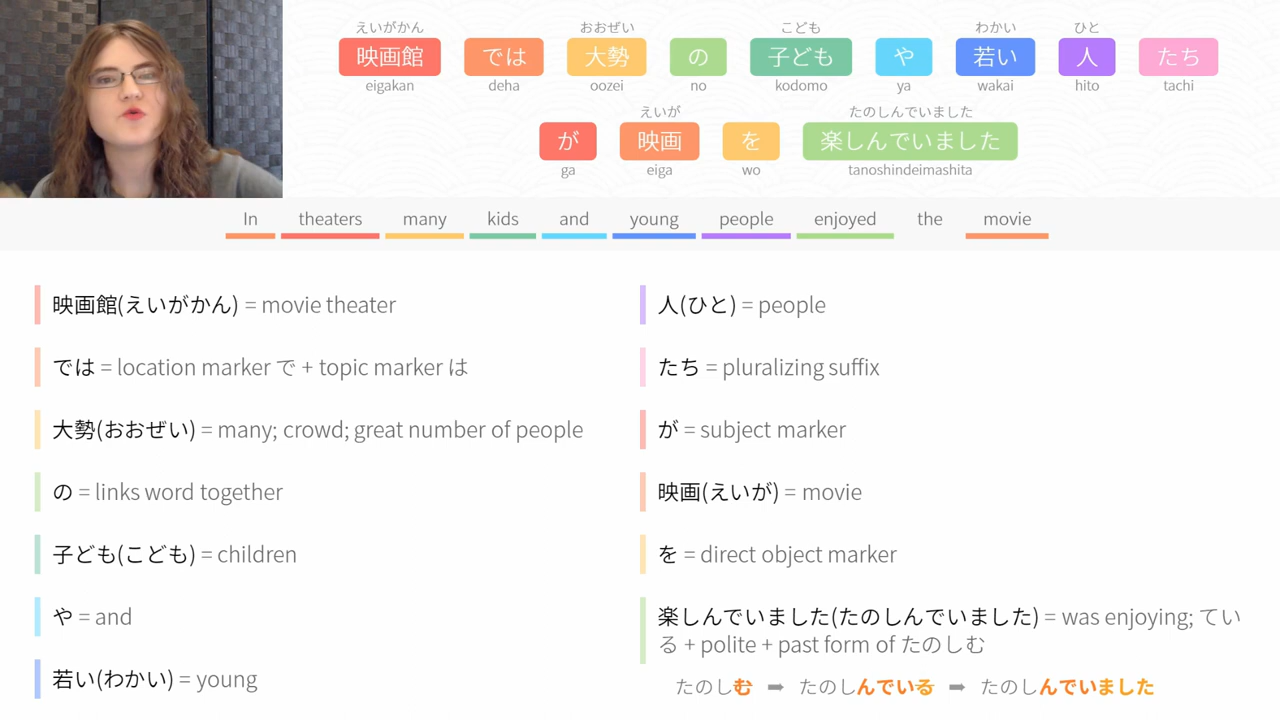 えいがかん おおぜい こども わかい ひと
映画館 では 大勢 の 子ども や 若い 人 たち
eigakan deha oozei no kodomo ya wakai hito tachi
えいが たのしんでいました
が 映画 を 楽しんでいました
ga eiga wo tanoshindeimashita
In theaters many kids and young people enjoyed the movie
映画館(えいがかん) = movie theater
では = location marker で + topic marker は
大勢(おおぜい) = many; crowd; great number of people
の = links word together
子ども(こども) = children
や = and
若い(わかい) = young
人(ひと) = people
たち = pluralizing suffix
が = subject marker
映画(えいが) = movie
を = direct object marker
楽しんでいました(たのしんでいました) = was enjoying; てい
る + polite + past form of たのしむ
たのしむ ➡ たのしんでいる ➡ たのしんでいました